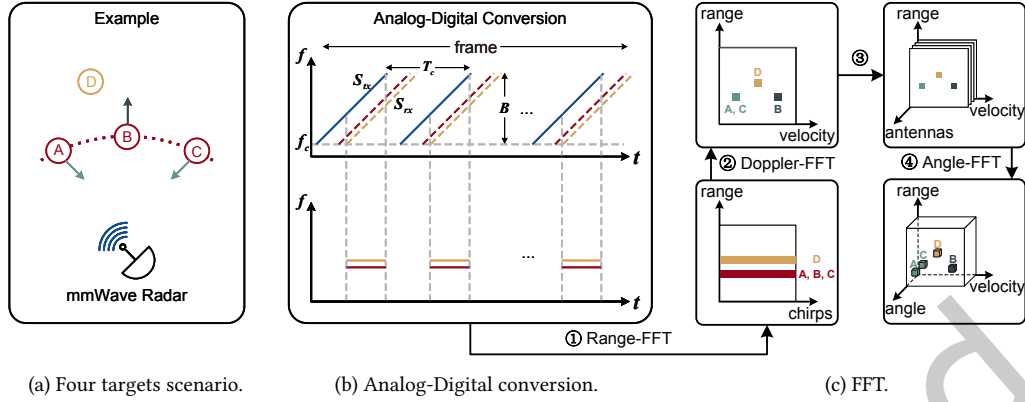 Example
D
B
A
C
mmWave Radar
(a) Four targets scenario.
Analog-Digital Conversion
frame
f
T_c
S_tx
S_rx
B
...
f_c
t
f
...
t
(b) Analog-Digital conversion.
① Range-FFT
range
D
A, C
B
velocity
② Doppler-FFT
range
D
A, B, C
chirps
③
range
velocity
antennas
④ Angle-FFT
range
D
C
B
A
velocity
angle
(c) FFT.